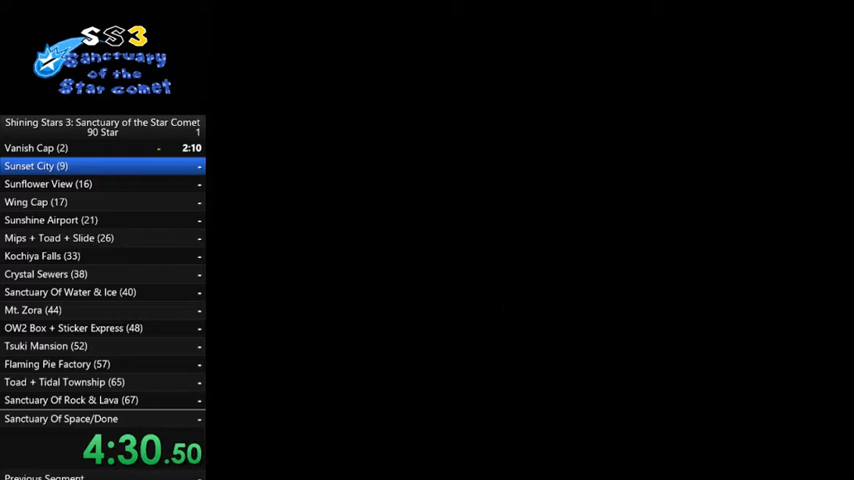 SS3
Sanctuary
of the
Star Comet
Shining Stars 3: Sanctuary of the Star Comet
90 Star 1
Vanish Cap (2) - 2:10
Sunset City (9) -
Sunflower View (16) -
Wing Cap (17) -
Sunshine Airport (21) -
Mips + Toad + Slide (26) -
Kochiya Falls (33) -
Crystal Sewers (38) -
Sanctuary Of Water & Ice (40) -
Mt. Zora (44) -
OW2 Box + Sticker Express (48) -
Tsuki Mansion (52) -
Flaming Pie Factory (57) -
Toad + Tidal Township (65) -
Sanctuary Of Rock & Lava (67) -
Sanctuary Of Space/Done -
4:30.50
Previous Segment -